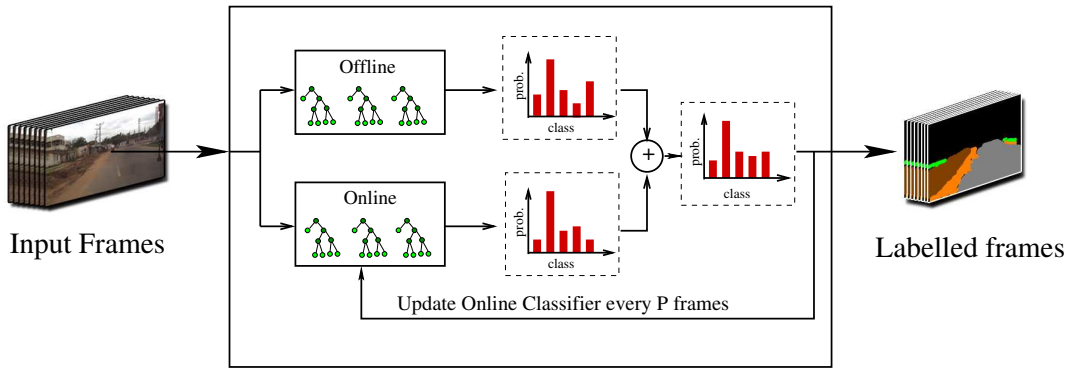 Offline
prob.
class
+
prob.
class
Online
prob.
class
Update Online Classifier every P frames
Input Frames
Labelled frames